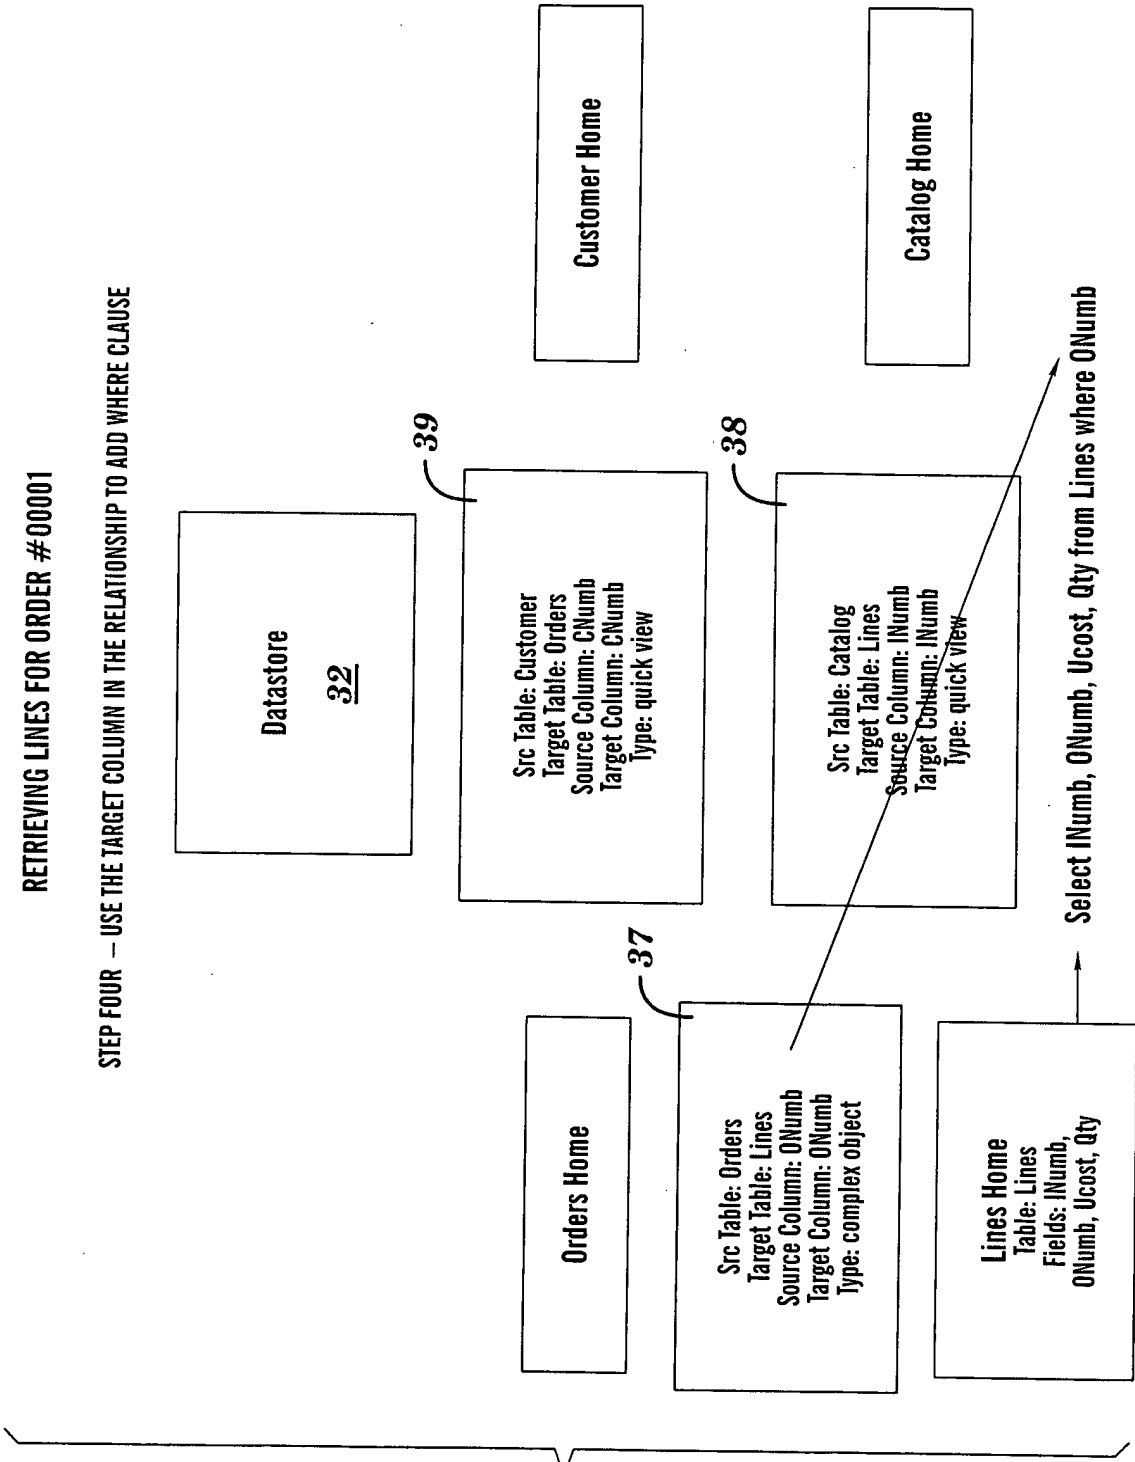 RETRIEVING LINES FOR ORDER #00001
STEP FOUR – USE THE TARGET COLUMN IN THE RELATIONSHIP TO ADD WHERE CLAUSE
Datastore
32
39
Src Table: Customer
Target Table: Orders
Source Column: CNumb
Target Column: CNumb
Type: quick view
Customer Home
Orders Home
37
Src Table: Orders
Target Table: Lines
Source Column: ONumb
Target Column: ONumb
Type: complex object
38
Src Table: Catalog
Target Table: Lines
Source Column: INumb
Target Column: INumb
Type: quick view
Catalog Home
Lines Home
Table: Lines
Fields: INumb,
ONumb, Ucost, Qty
Select INumb, ONumb, Ucost, Qty from Lines where ONumb